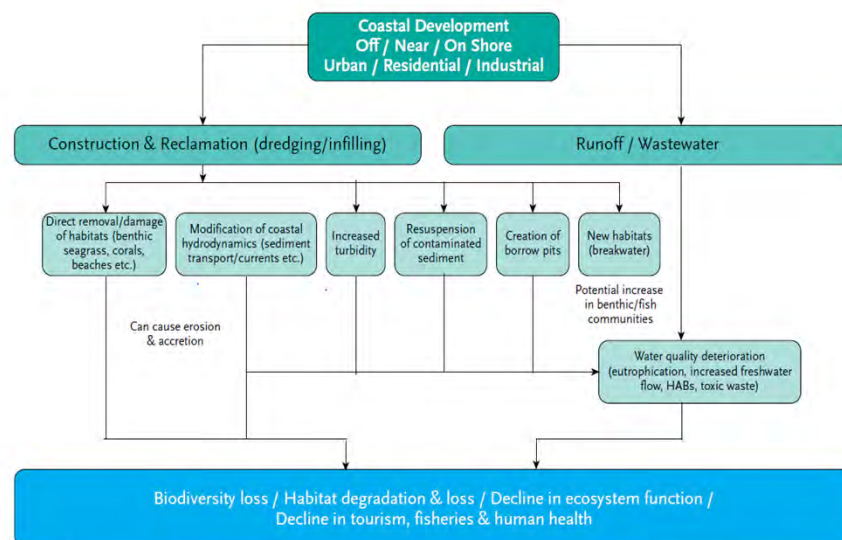 Coastal Development
Off / Near / On Shore
Urban / Residential / Industrial
Construction & Reclamation (dredging/infilling)
Runoff / Wastewater
Direct removal/damage
of habitats (benthic
seagrass, corals,
beaches etc.)
Modification of coastal
hydrodynamics (sediment
transport/currents etc.)
Increased
turbidity
Resuspension
of contaminated
sediment
Creation of
borrow pits
New habitats
(breakwater)
Potential increase
in benthic/fish
communities
Can cause erosion
& accretion
Water quality deterioration
(eutrophication, increased freshwater
flow, HABs, toxic waste)
Biodiversity loss / Habitat degradation & loss / Decline in ecosystem function /
Decline in tourism, fisheries & human health